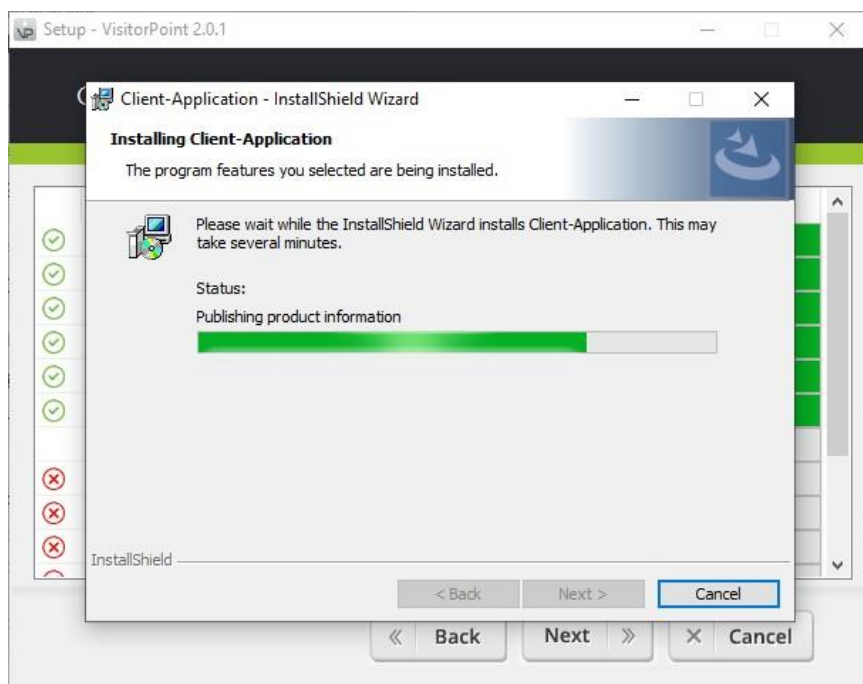 Setup - VisitorPoint 2.0.1
Client-Application - InstallShield Wizard
Installing Client-Application
The program features you selected are being installed.
Please wait while the InstallShield Wizard installs Client-Application. This may
take several minutes.
Status:
Publishing product information
InstallShield
< Back
Next >
Cancel
Back
Next
Cancel